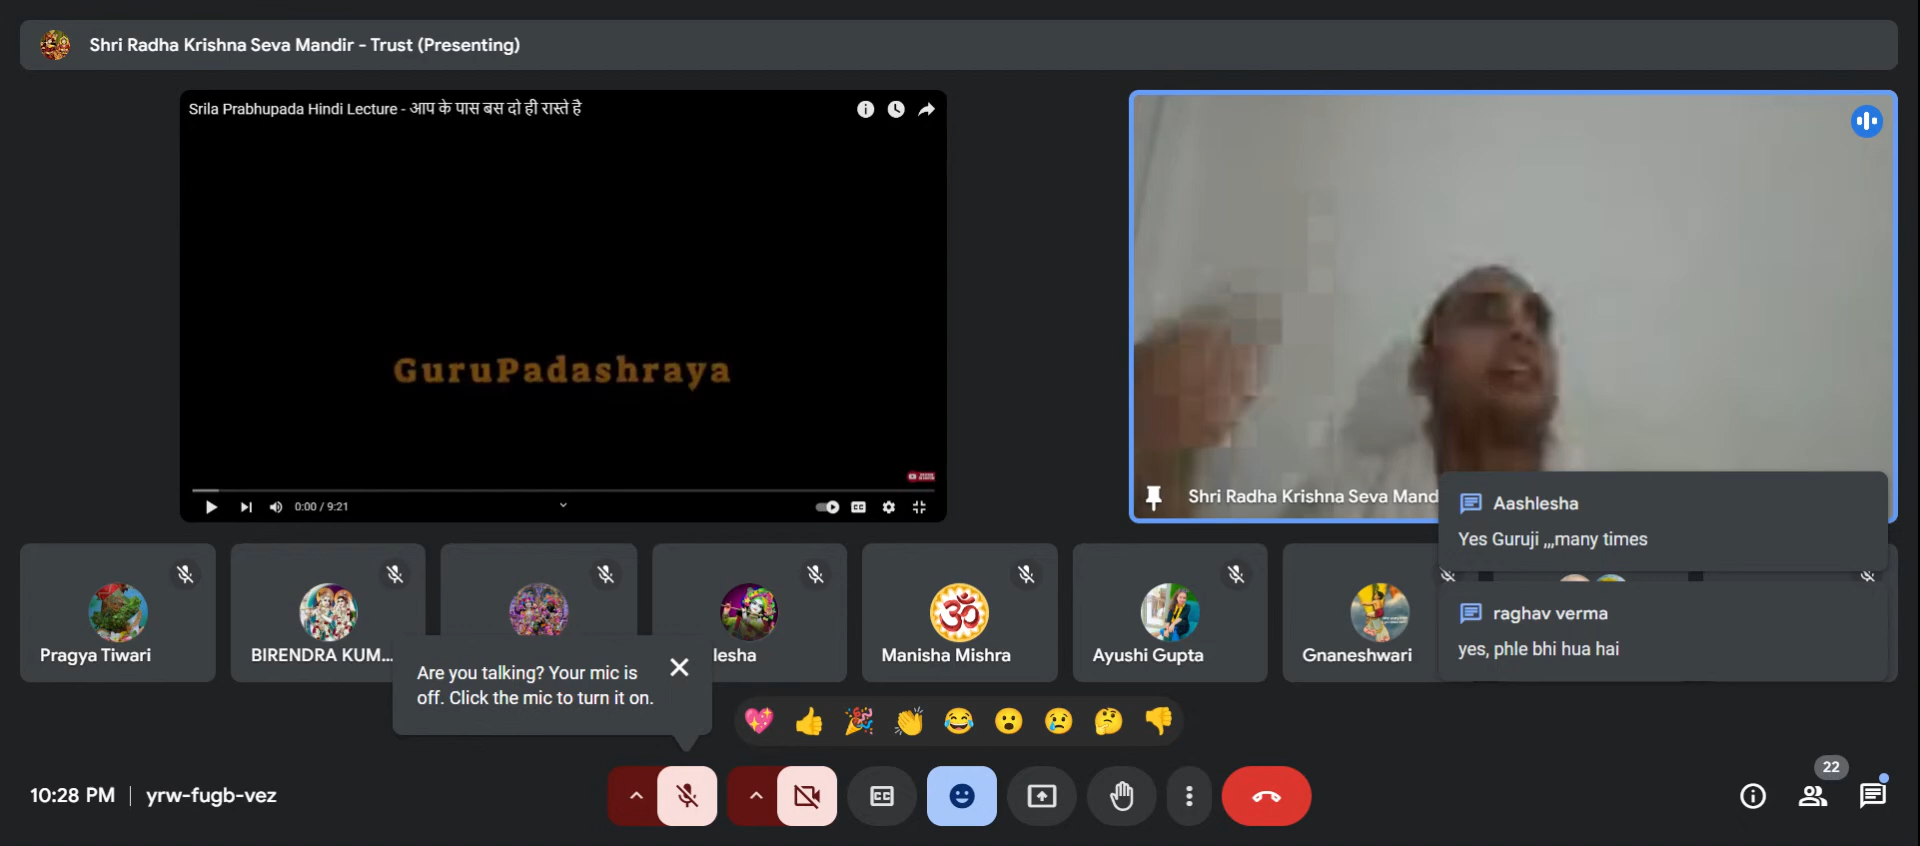 Shri Radha Krishna Seva Mandir - Trust (Presenting)
Srila Prabhupada Hindi Lecture - आप के पास बस दो ही रास्ते है
GuruPadashraya
0:00 / 9:21
Shri Radha Krishna Seva Mand
Aashlesha
Yes Guruji ,,,many times
raghav verma
yes, phle bhi hua hai
Pragya Tiwari
BIRENDRA KUM...
lesha
Manisha Mishra
Ayushi Gupta
Gnaneshwari
Are you talking? Your mic is
off. Click the mic to turn it on.
10:28 PM | yrw-fugb-vez
22